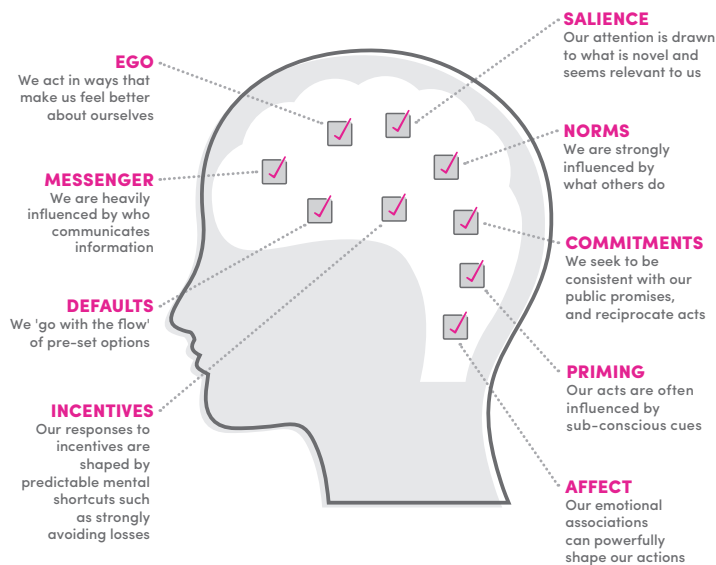 EGO
We act in ways that
make us feel better
about ourselves
MESSENGER
We are heavily
influenced by who
communicates
information
DEFAULTS
We 'go with the flow'
of pre-set options
INCENTIVES
Our responses to
incentives are
shaped by
predictable mental
shortcuts such
as strongly
avoiding losses
SALIENCE
Our attention is drawn
to what is novel and
seems relevant to us
NORMS
We are strongly
influenced by
what others do
COMMITMENTS
We seek to be
consistent with our
public promises,
and reciprocate acts
PRIMING
Our acts are often
influenced by
sub-conscious cues
AFFECT
Our emotional
associations
can powerfully
shape our actions